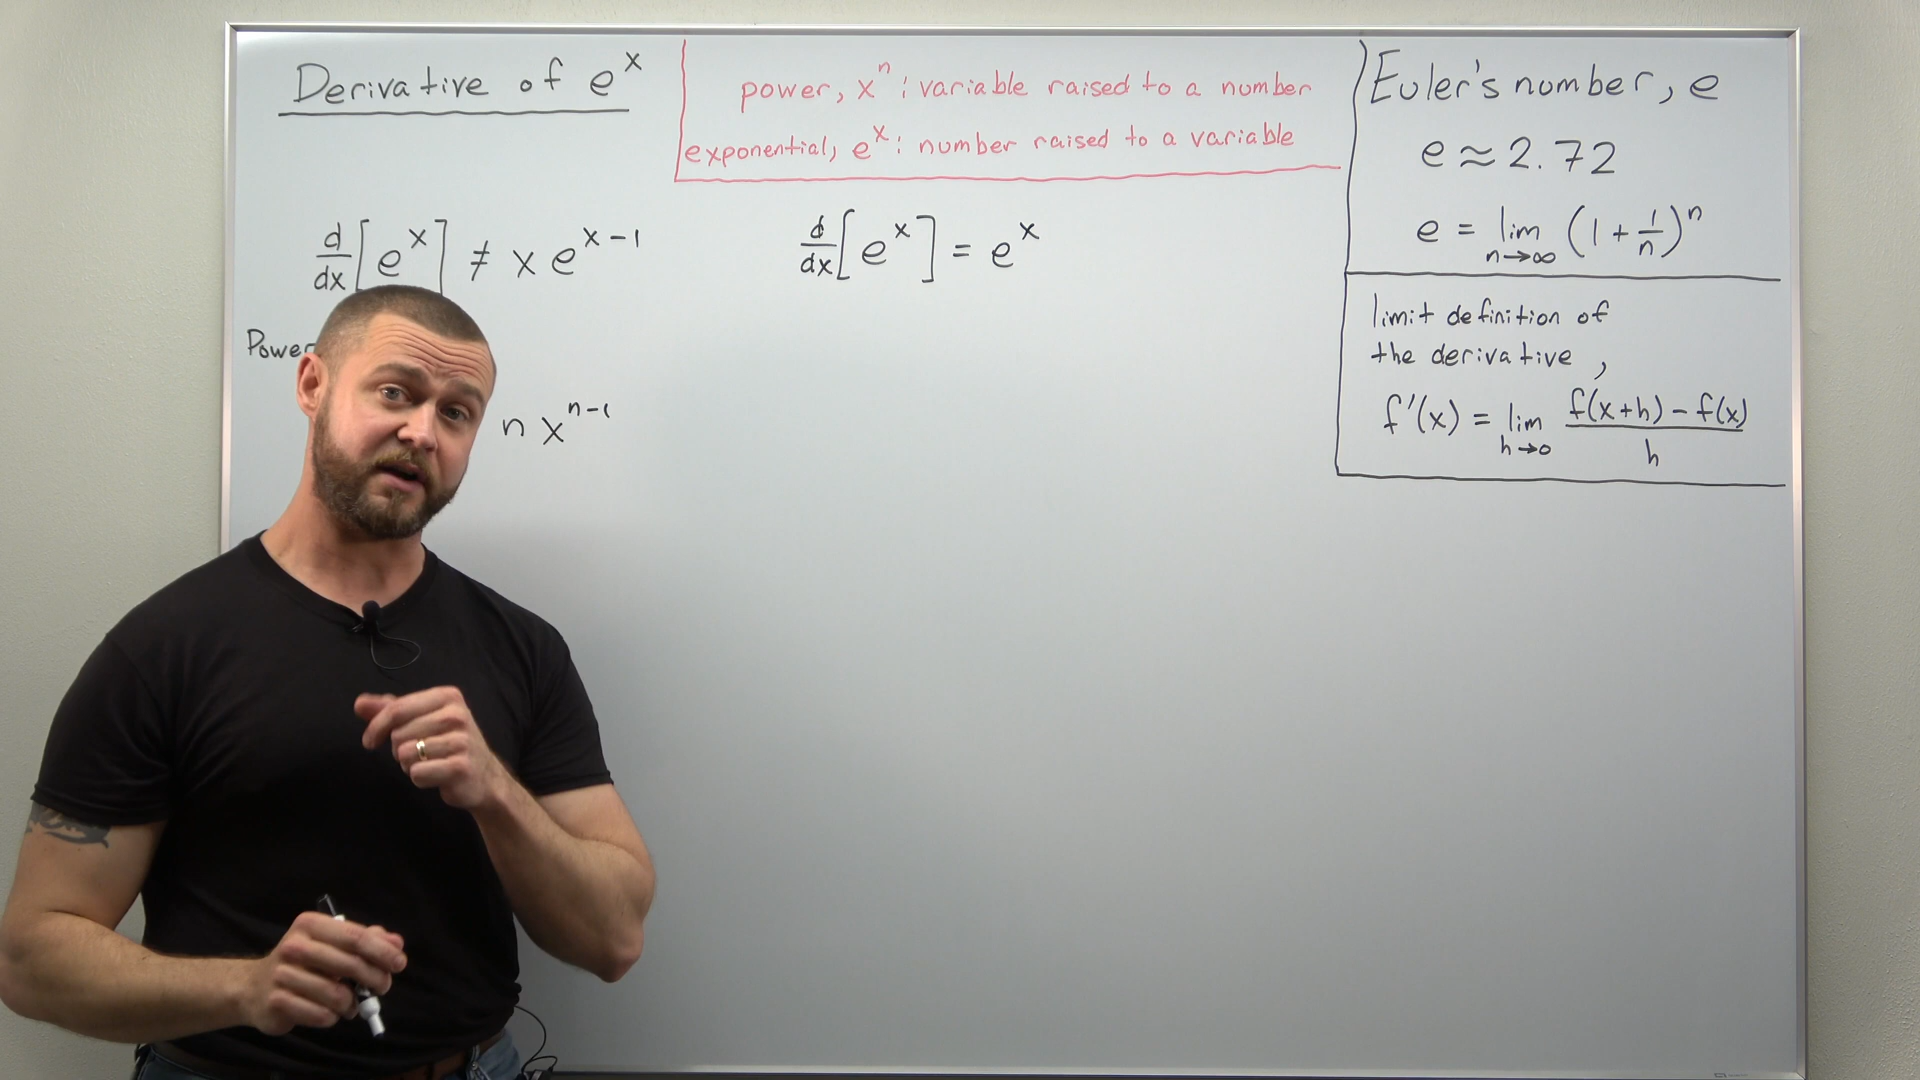 Derivative of e^x
power, x^n : variable raised to a number
exponential, e^x : number raised to a variable
d/dx [e^x] ≠ x e^(x-1)
Power
n x^(n-1)
d/dx [e^x] = e^x
Euler's number, e
e ≈ 2.72
e = lim n→∞ (1 + 1/n)^n
limit definition of
the derivative,
f'(x) = lim h→0 (f(x+h) - f(x))/h